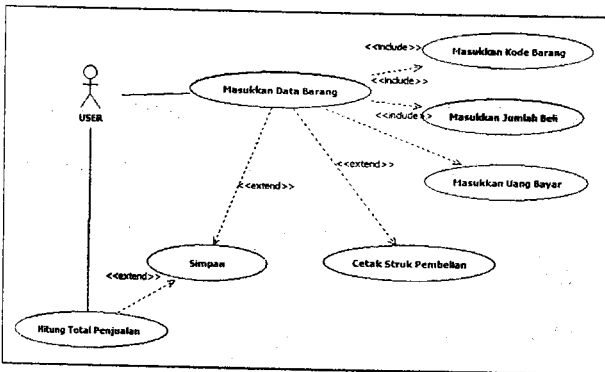 <<include>>
Masukkan Kode Barang
Masukkan Data Barang
<<include>>
USER
<<include>>
Masukkan Jumlah Beli
<<extend>>
<<extend>>
Masukkan Uang Bayar
Simpan
Cetak Struk Pembelian
<<extend>>
Hitung Total Penjualan